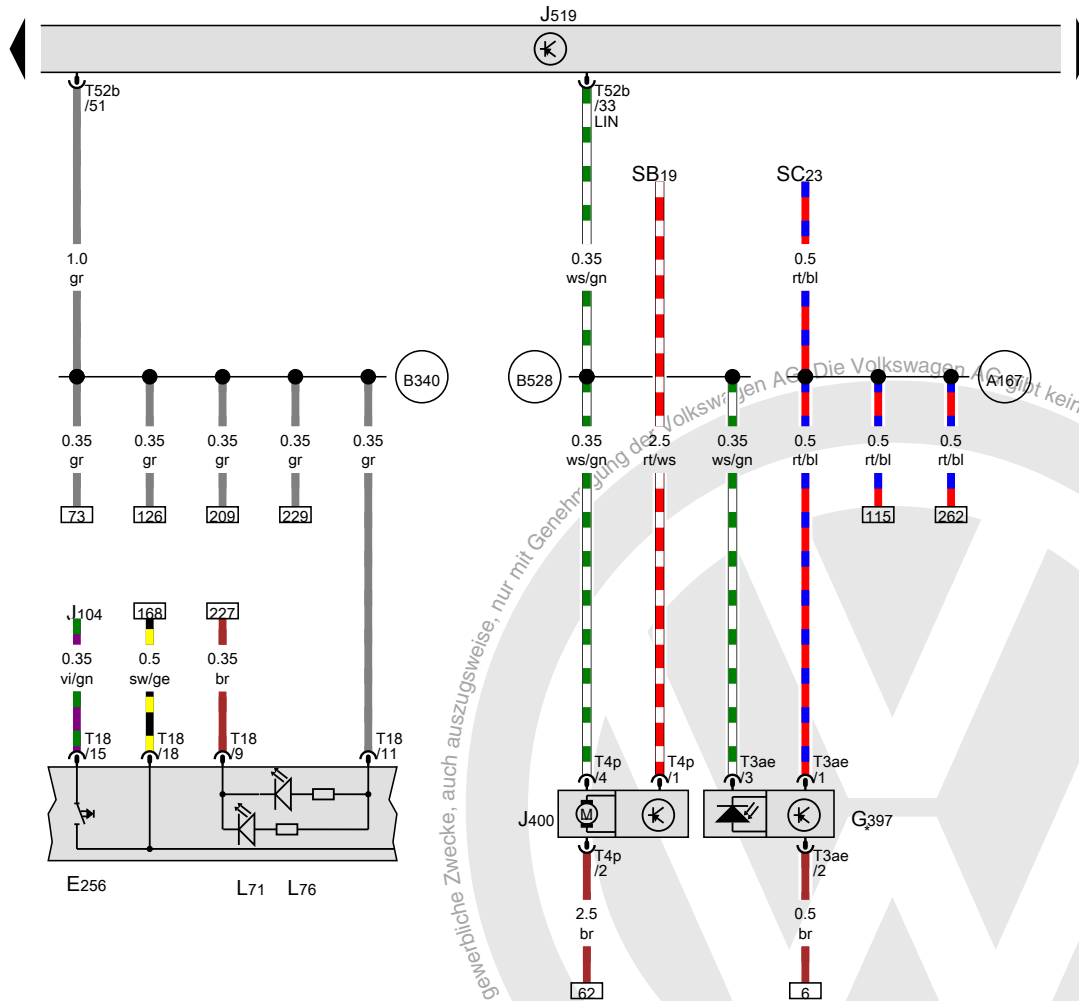 J519
T52b
/51
T52b
/33
LIN
SB19
SC23
1.0
gr
0.35
ws/gn
0.5
rt/bl
B340
B528
A167
0.35
gr
0.35
gr
0.35
gr
0.35
gr
0.35
gr
0.35
ws/gn
2.5
rt/ws
0.35
ws/gn
0.5
rt/bl
0.5
rt/bl
0.5
rt/bl
73
126
209
229
115
262
J104
168
227
0.35
vi/gn
0.5
sw/ge
0.35
br
T18
/15
T18
/18
T18
/9
T18
/11
T4p
/4
T4p
/1
T3ae
/3
T3ae
/1
J400
M
G397
*
T4p
/2
T3ae
/2
E256
L71
L76
2.5
br
0.5
br
62
6
gewerbliche Zwecke, auch auszugsweise, nur mit Genehmigung der Volkswagen AG. Die Volkswagen AG gibt kein